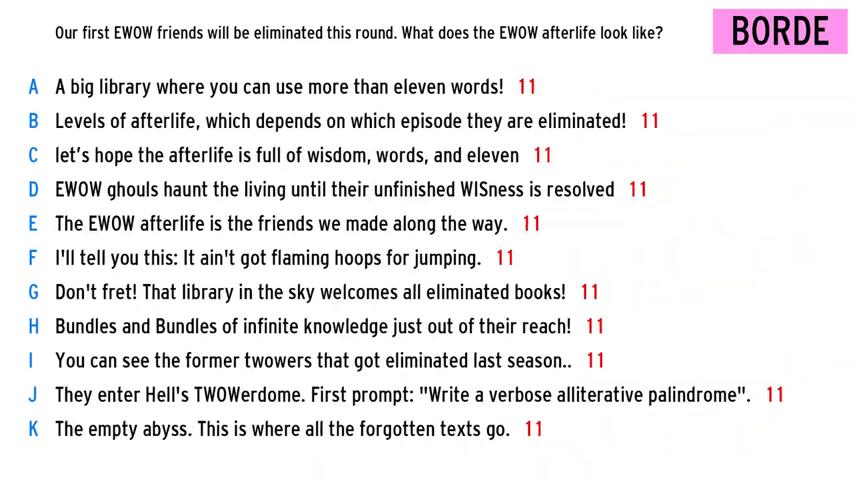 Our first EWOW friends will be eliminated this round. What does the EWOW afterlife look like?
BORDE
A A big library where you can use more than eleven words! 11
B Levels of afterlife, which depends on which episode they are eliminated! 11
C let's hope the afterlife is full of wisdom, words, and eleven 11
D EWOW ghouls haunt the living until their unfinished WISness is resolved 11
E The EWOW afterlife is the friends we made along the way. 11
F I'll tell you this: It ain't got flaming hoops for jumping. 11
G Don't fret! That library in the sky welcomes all eliminated books! 11
H Bundles and Bundles of infinite knowledge just out of their reach! 11
I You can see the former twowers that got eliminated last season.. 11
J They enter Hell's TWOWerdome. First prompt: "Write a verbose alliterative palindrome". 11
K The empty abyss. This is where all the forgotten texts go. 11